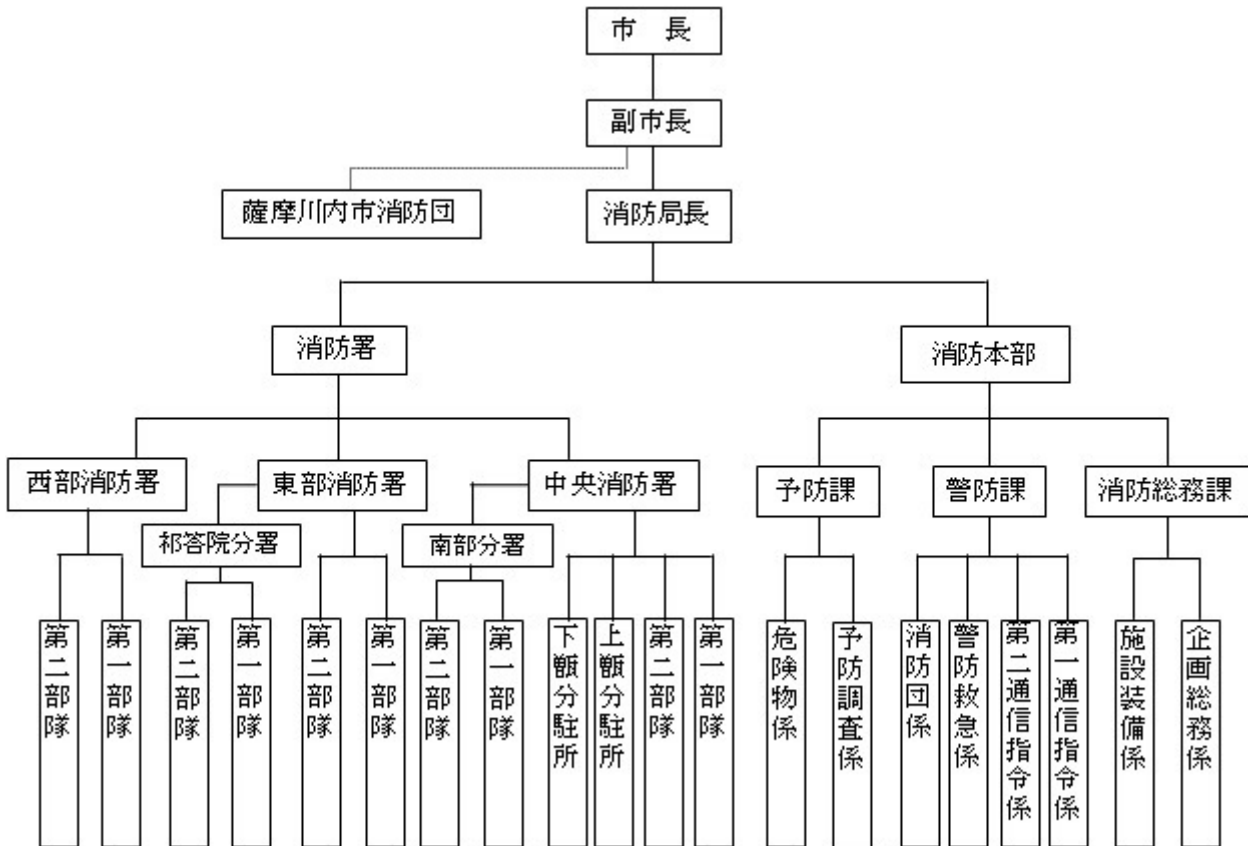 市 長
副市長
薩摩川内市消防団
消防局長
消防署
消防本部
西部消防署
東部消防署
中央消防署
予防課
警防課
消防総務課
祁答院分署
南部分署
第二部隊
第一部隊
第二部隊
第一部隊
第二部隊
第一部隊
第二部隊
第一部隊
下甑分駐所
上甑分駐所
第二部隊
第一部隊
危険物係
予防調査係
消防団係
警防救急係
第二通信指令係
第一通信指令係
施設装備係
企画総務係